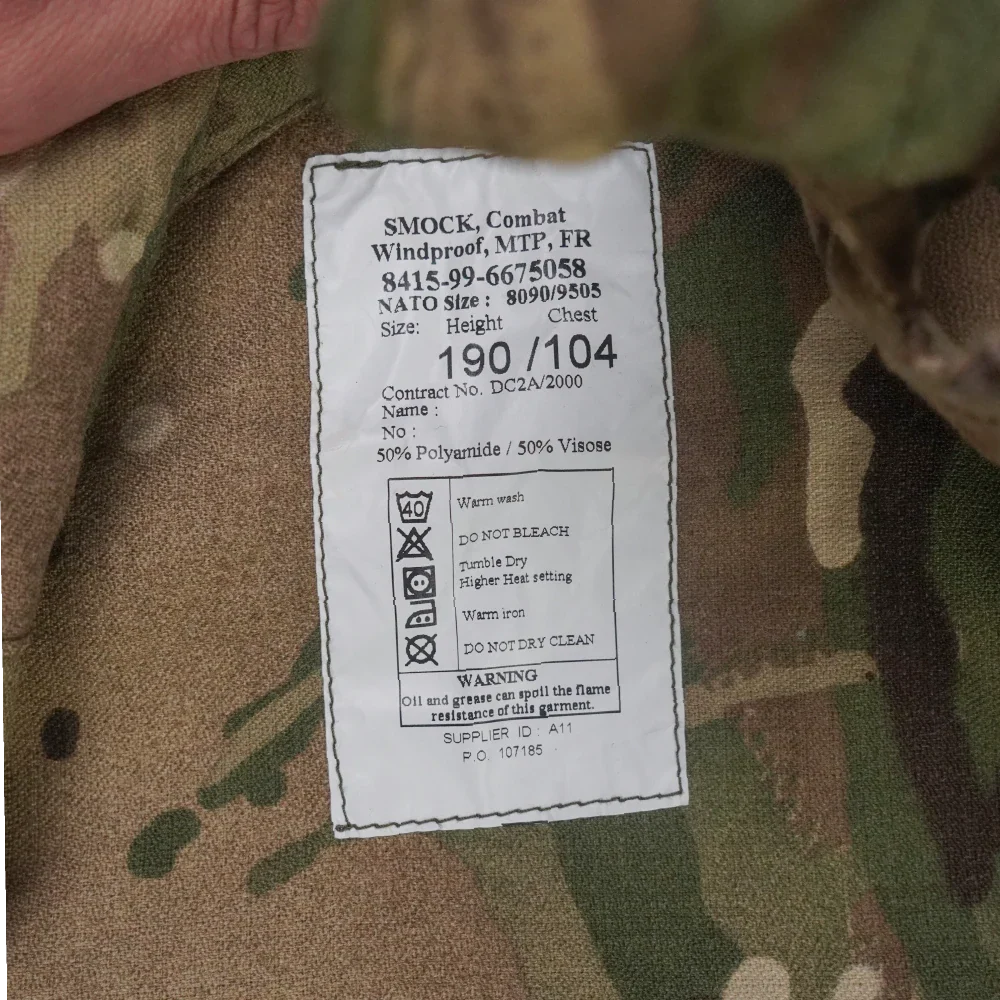 SMOCK, Combat
Windproof, MTP, FR
8415-99-6675058
NATO Size : 8090/9505
Size: Height Chest
190 /104
Contract No. DC2A/2000
Name :
No :
50% Polyamide / 50% Visose
40 Warm wash
DO NOT BLEACH
Tumble Dry
Higher Heat setting
Warm iron
DO NOT DRY CLEAN
WARNING
Oil and grease can spoil the flame
resistance of this garment.
SUPPLIER ID : A11
P.O. 107185